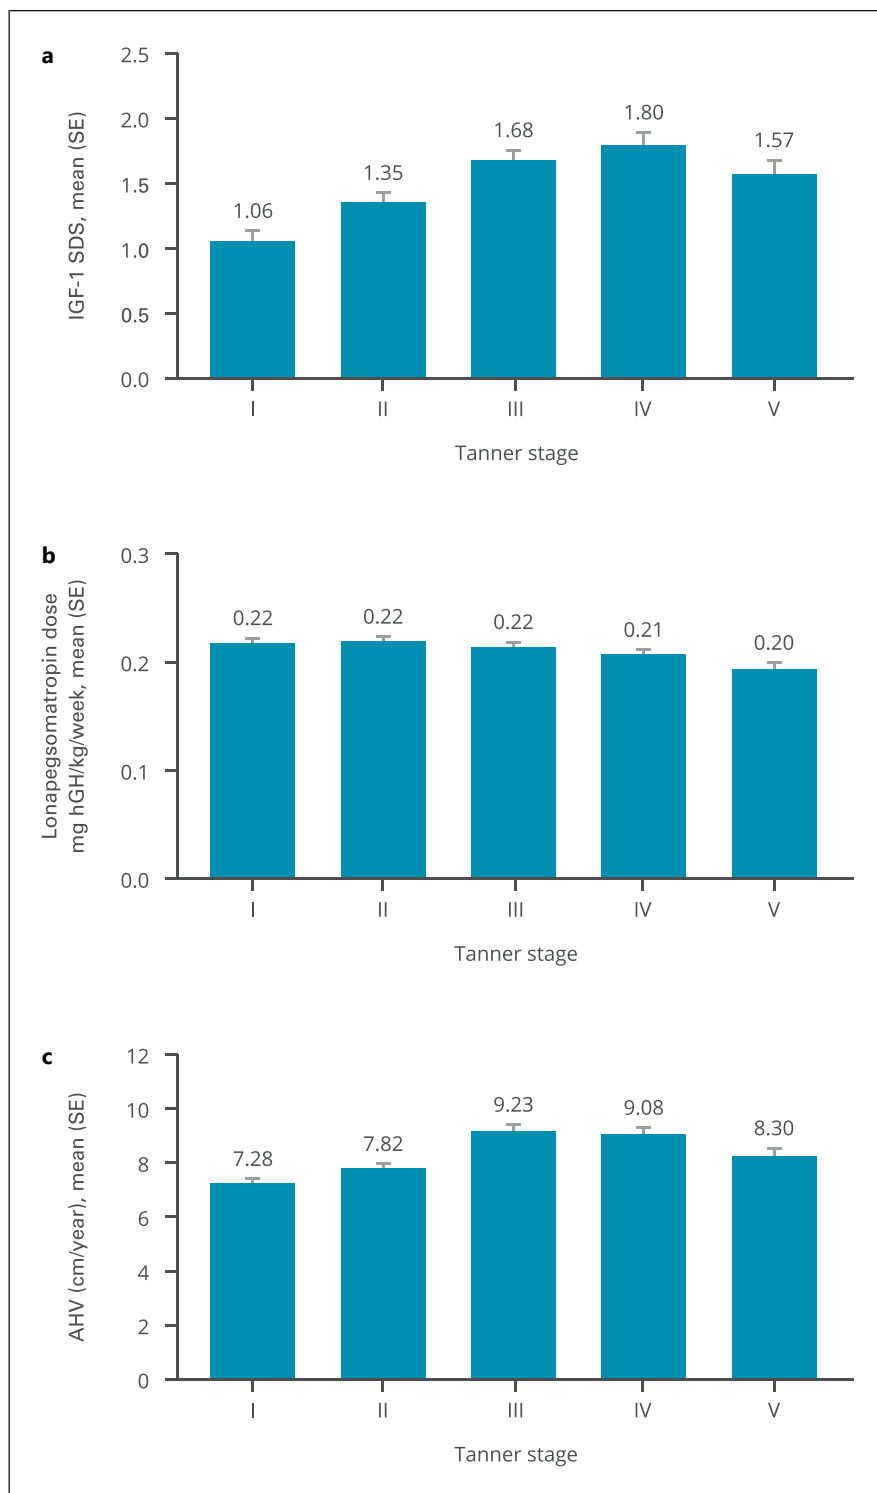 a
IGF-1 SDS, mean (SE)
2.5
2.0
1.5
1.0
0.5
0.0
1.06
1.35
1.68
1.80
1.57
I
II
III
IV
V
Tanner stage
b
Lonapegsomatropin dose
mg hGH/kg/week, mean (SE)
0.3
0.2
0.1
0.0
0.22
0.22
0.22
0.21
0.20
I
II
III
IV
V
Tanner stage
c
AHV (cm/year), mean (SE)
12
10
8
6
4
2
0
7.28
7.82
9.23
9.08
8.30
I
II
III
IV
V
Tanner stage